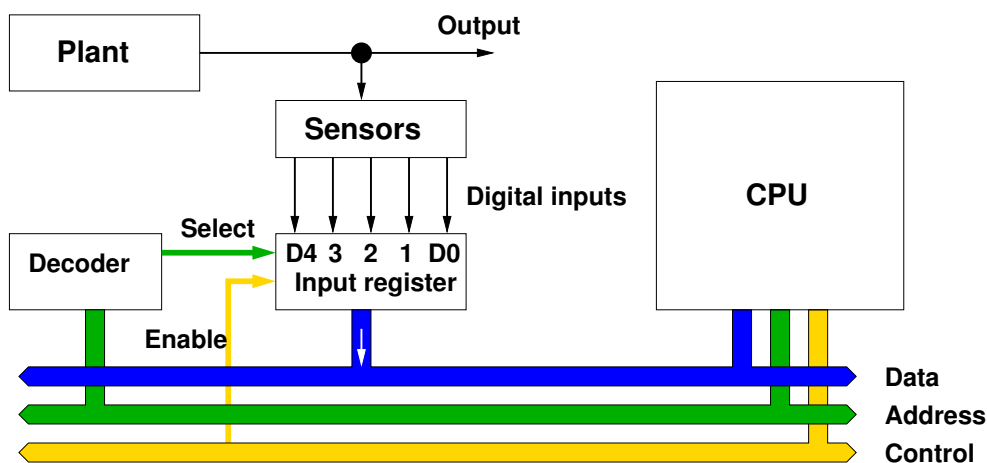 Output
Plant
Sensors
Digital inputs
CPU
Select
D4 3 2 1 D0
Decoder
Input register
Enable
Data
Address
Control